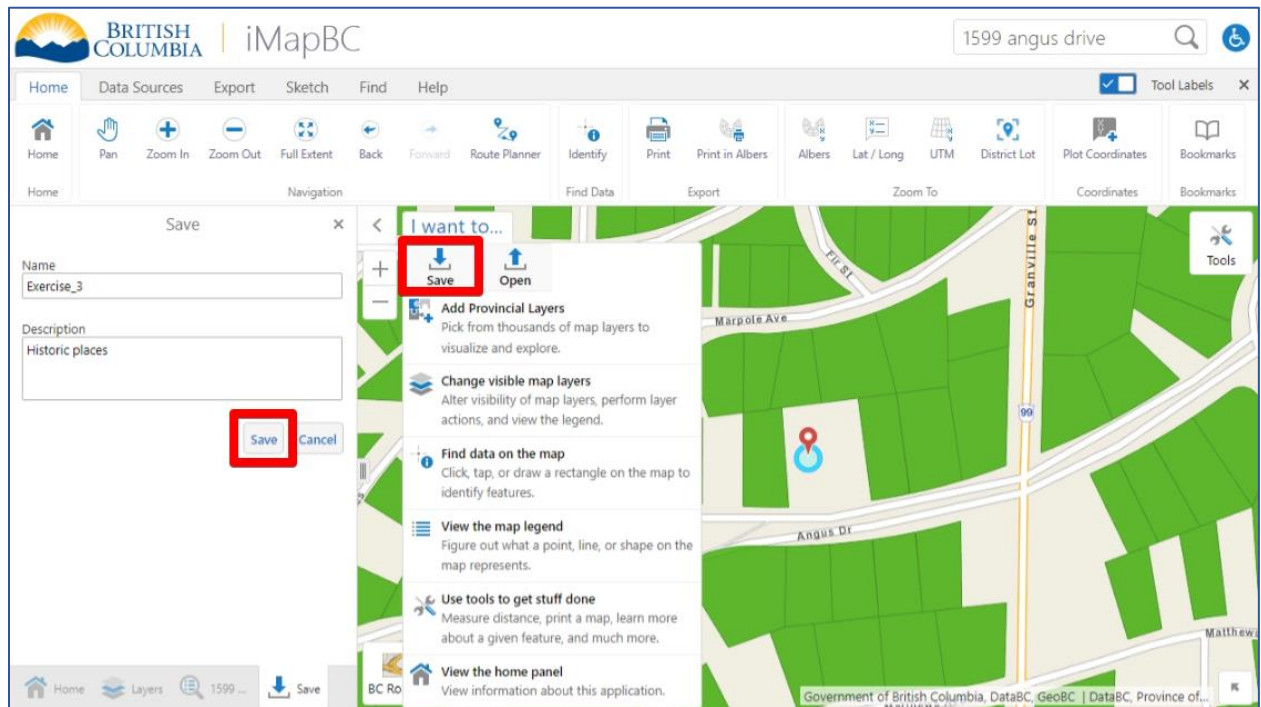 BRITISH
COLUMBIA
iMapBC
1599 angus drive
Home Data Sources Export Sketch Find Help
Tool Labels
Home Pan Zoom In Zoom Out Full Extent Back Forward Route Planner Identify Print Print in Albers Albers Lat / Long UTM District Lot Plot Coordinates Bookmarks
Home Navigation Find Data Export Zoom To Coordinates Bookmarks
Save
Name
Exercise_3
Description
Historic places
Save Cancel
I want to...
Save Open
Add Provincial Layers
Pick from thousands of map layers to
visualize and explore.
Change visible map layers
Alter visibility of map layers, perform layer
actions, and view the legend.
Find data on the map
Click, tap, or draw a rectangle on the map to
identify features.
View the map legend
Figure out what a point, line, or shape on the
map represents.
Use tools to get stuff done
Measure distance, print a map, learn more
about a given feature, and much more.
View the home panel
View information about this application.
Tools
Fir St
Granville St
Marpole Ave
99
Angus Dr
Matthews
Home Layers 1599 ... Save
BC Ro
Government of British Columbia, DataBC, GeoBC | DataBC, Province of...